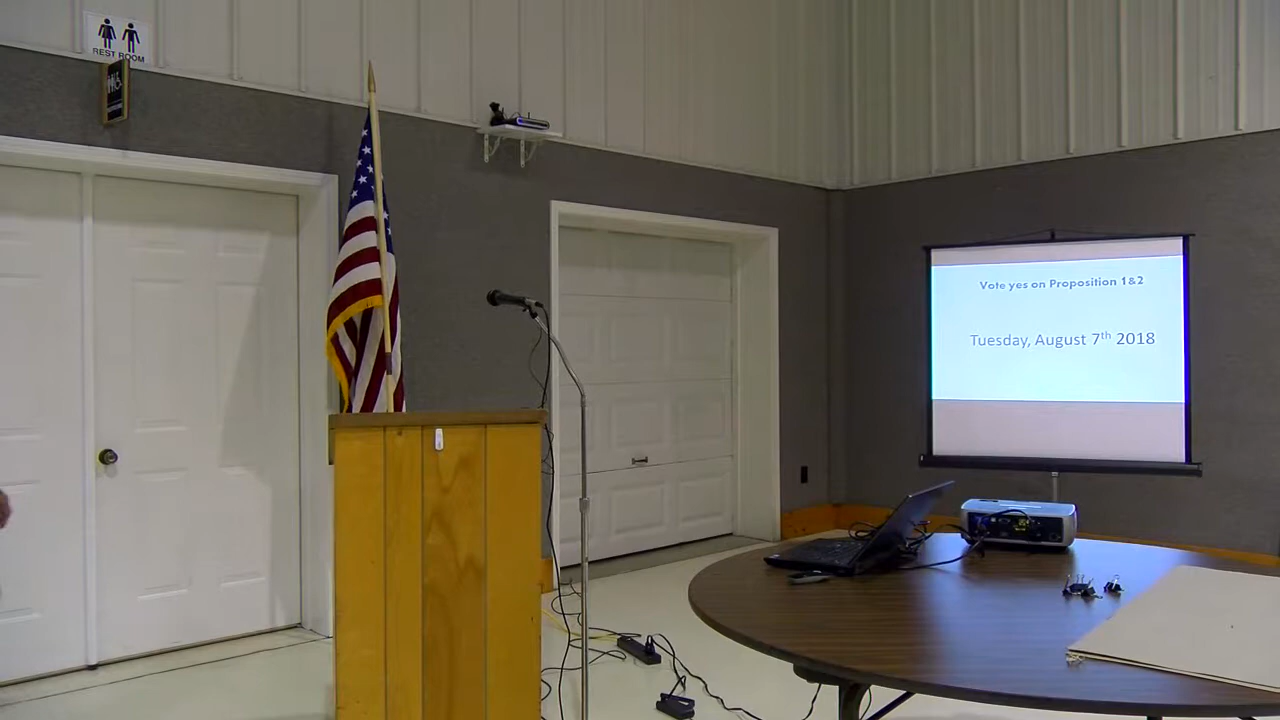 REST ROOM
Vote yes on Proposition 1&2
Tuesday, August 7th 2018